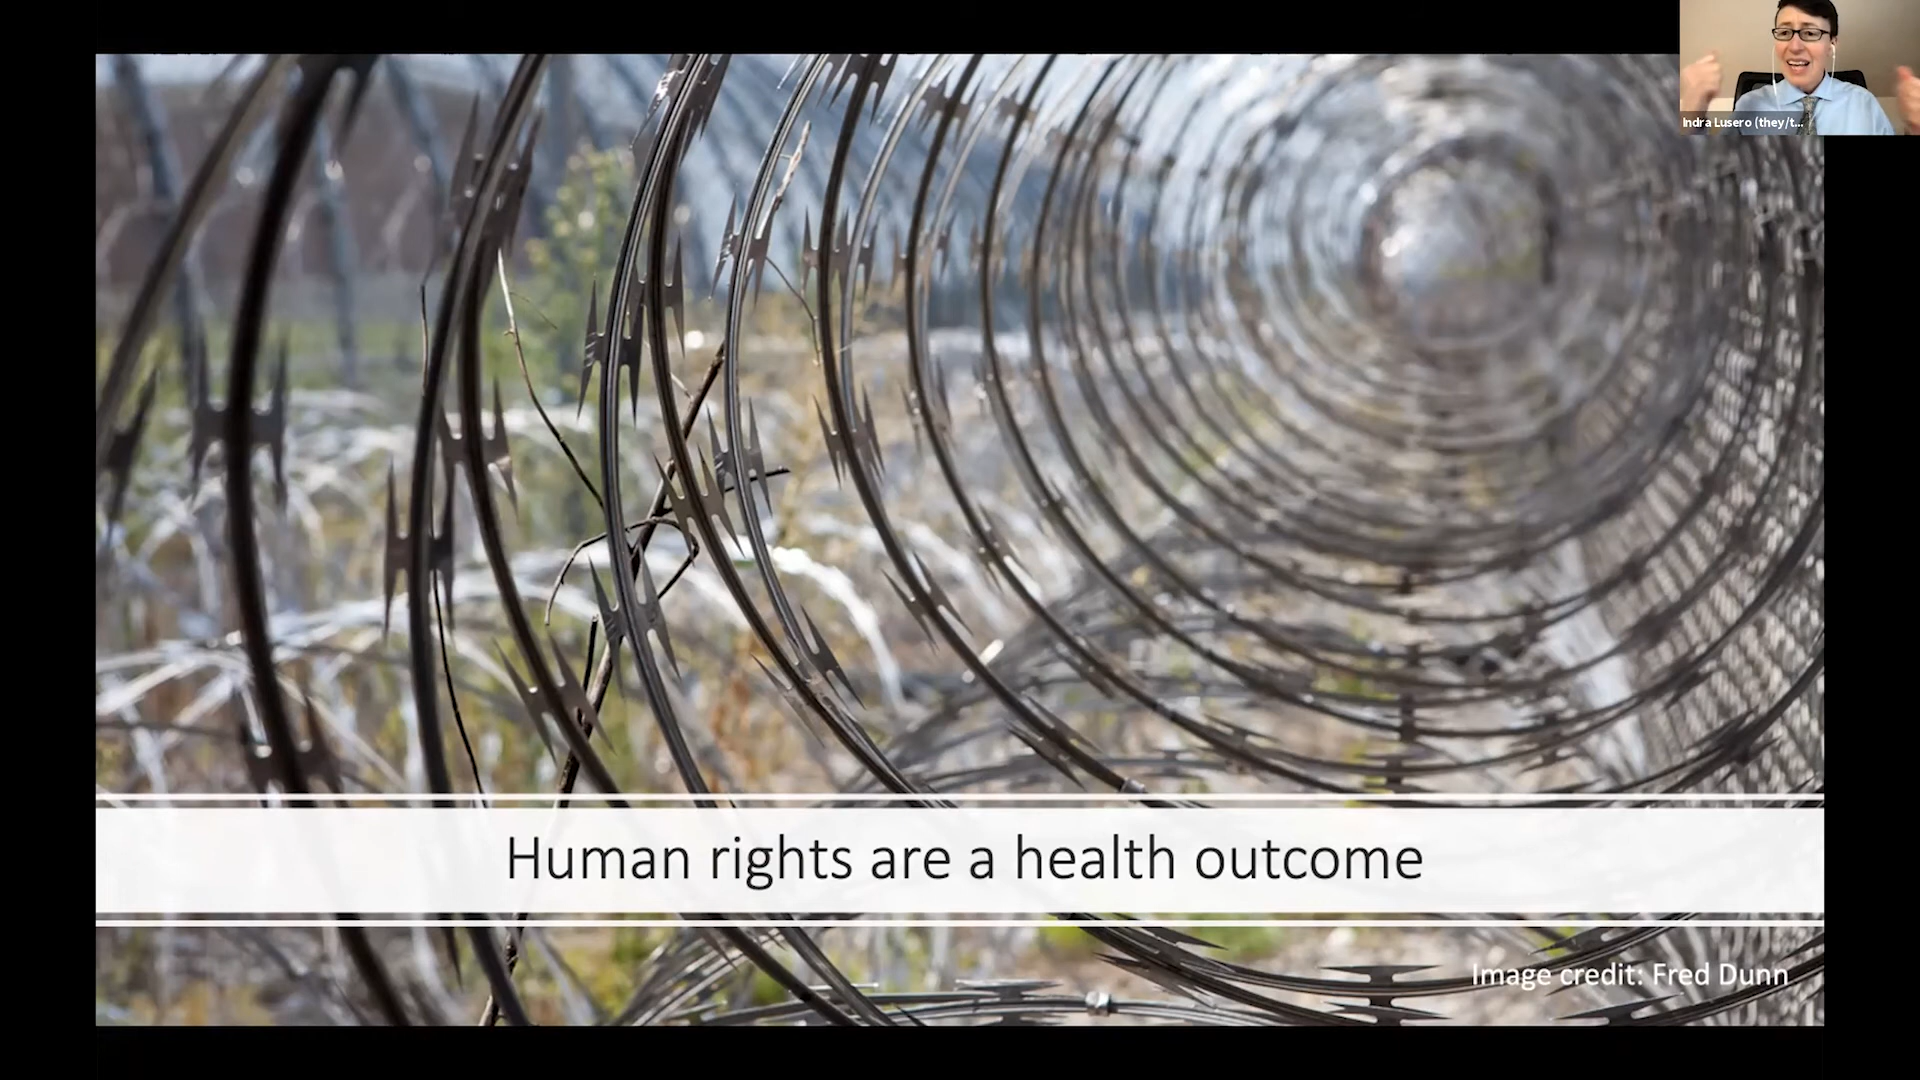 Indra Lusero (they/t...
Human rights are a health outcome
Image credit: Fred Dunn